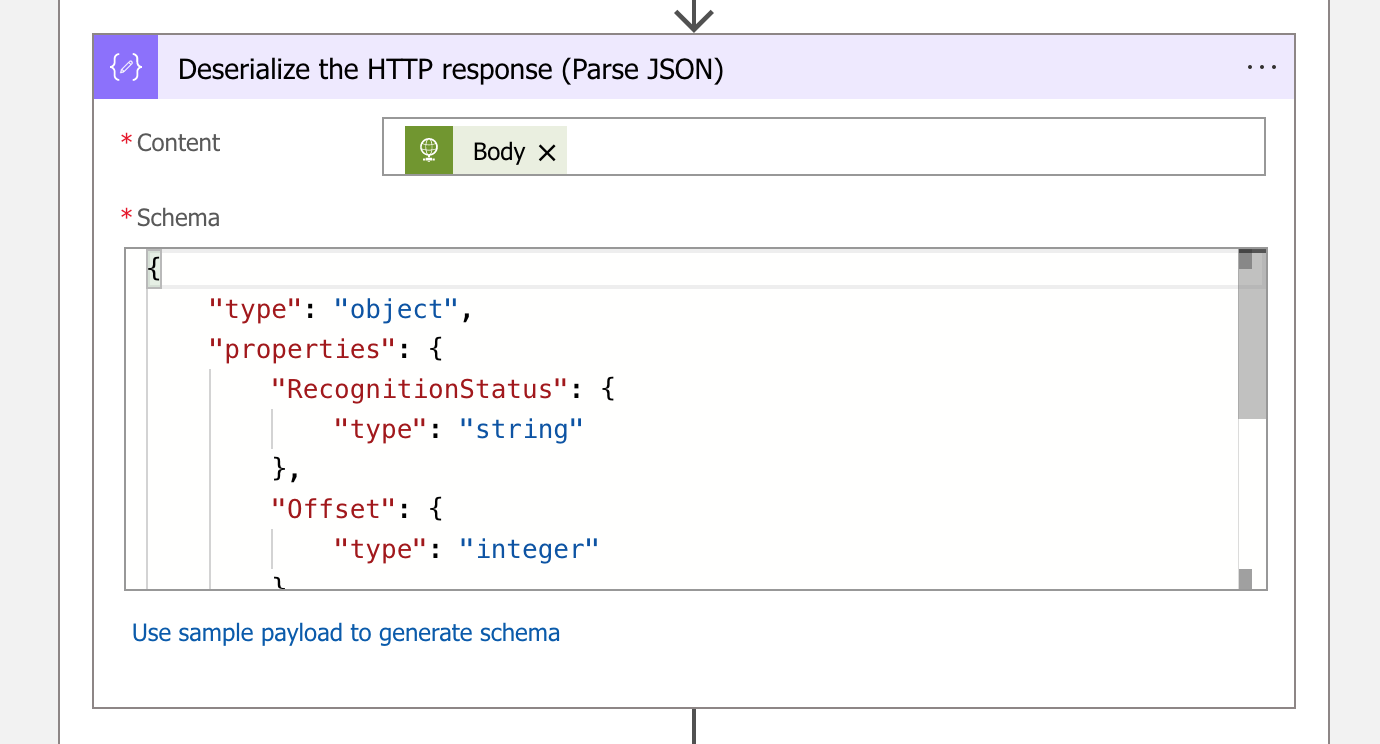 Deserialize the HTTP response (Parse JSON)
* Content
Body
* Schema
{
    "type": "object",
    "properties": {
        "RecognitionStatus": {
            "type": "string"
        },
        "Offset": {
            "type": "integer"
        }
Use sample payload to generate schema